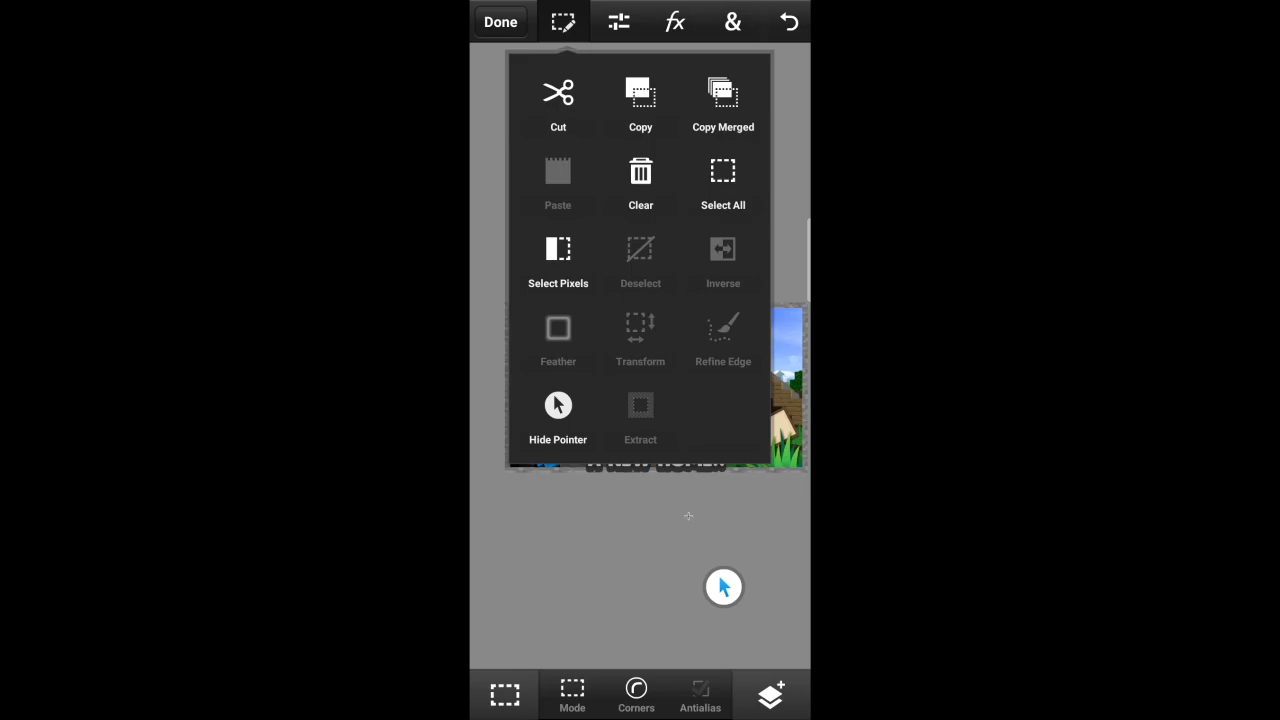 Done fx &
Cut Copy Copy Merged
Paste Clear Select All
Select Pixels Deselect Inverse
Feather Transform Refine Edge
Hide Pointer Extract
Mode Corners Antialias